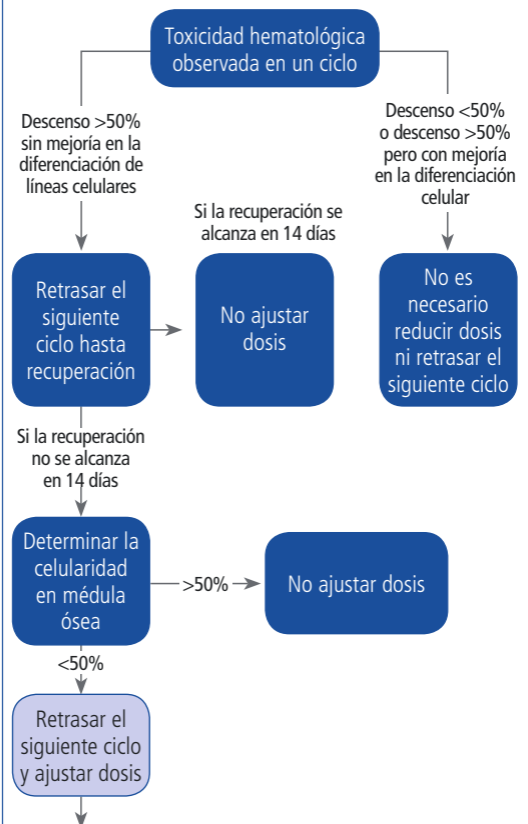 Toxicidad hematológica
observada en un ciclo
Descenso >50%
sin mejoría en la
diferenciación de
líneas celulares
Descenso <50%
o descenso >50%
pero con mejoría
en la diferenciación
celular
Si la recuperación se
alcanza en 14 días
Retrasar el
siguiente
ciclo hasta
recuperación
No ajustar
dosis
No es
necesario
reducir dosis
ni retrasar el
siguiente ciclo
Si la recuperación
no se alcanza
en 14 días
Determinar la
celularidad
en médula
ósea
>50%
No ajustar dosis
<50%
Retrasar el
siguiente ciclo
y ajustar dosis